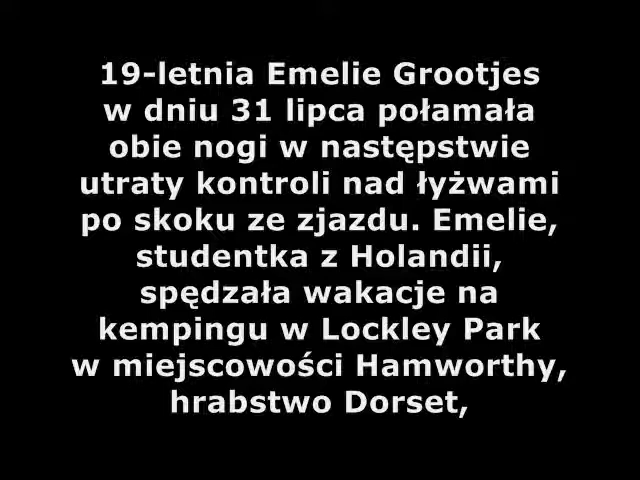 19-letnia Emelie Grootjes
w dniu 31 lipca połamała
obie nogi w następstwie
utraty kontroli nad łyżwami
po skoku ze zjazdu. Emelie,
studentka z Holandii,
spędzała wakacje na
kempingu w Lockley Park
w miejscowości Hamworthy,
hrabstwo Dorset,